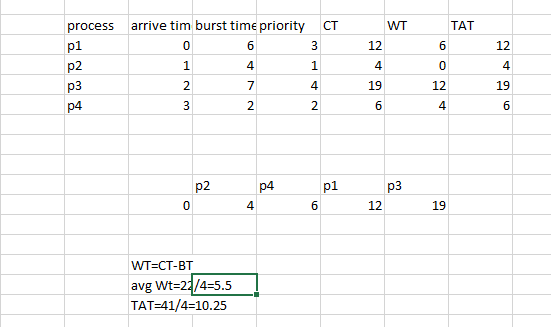 process arrive tim burst time priority CT WT TAT
p1 0 6 3 12 6 12
p2 1 4 1 4 0 4
p3 2 7 4 19 12 19
p4 3 2 2 6 4 6
p2 p4 p1 p3
0 4 6 12 19
WT=CT-BT
avg Wt=22/4=5.5
TAT=41/4=10.25